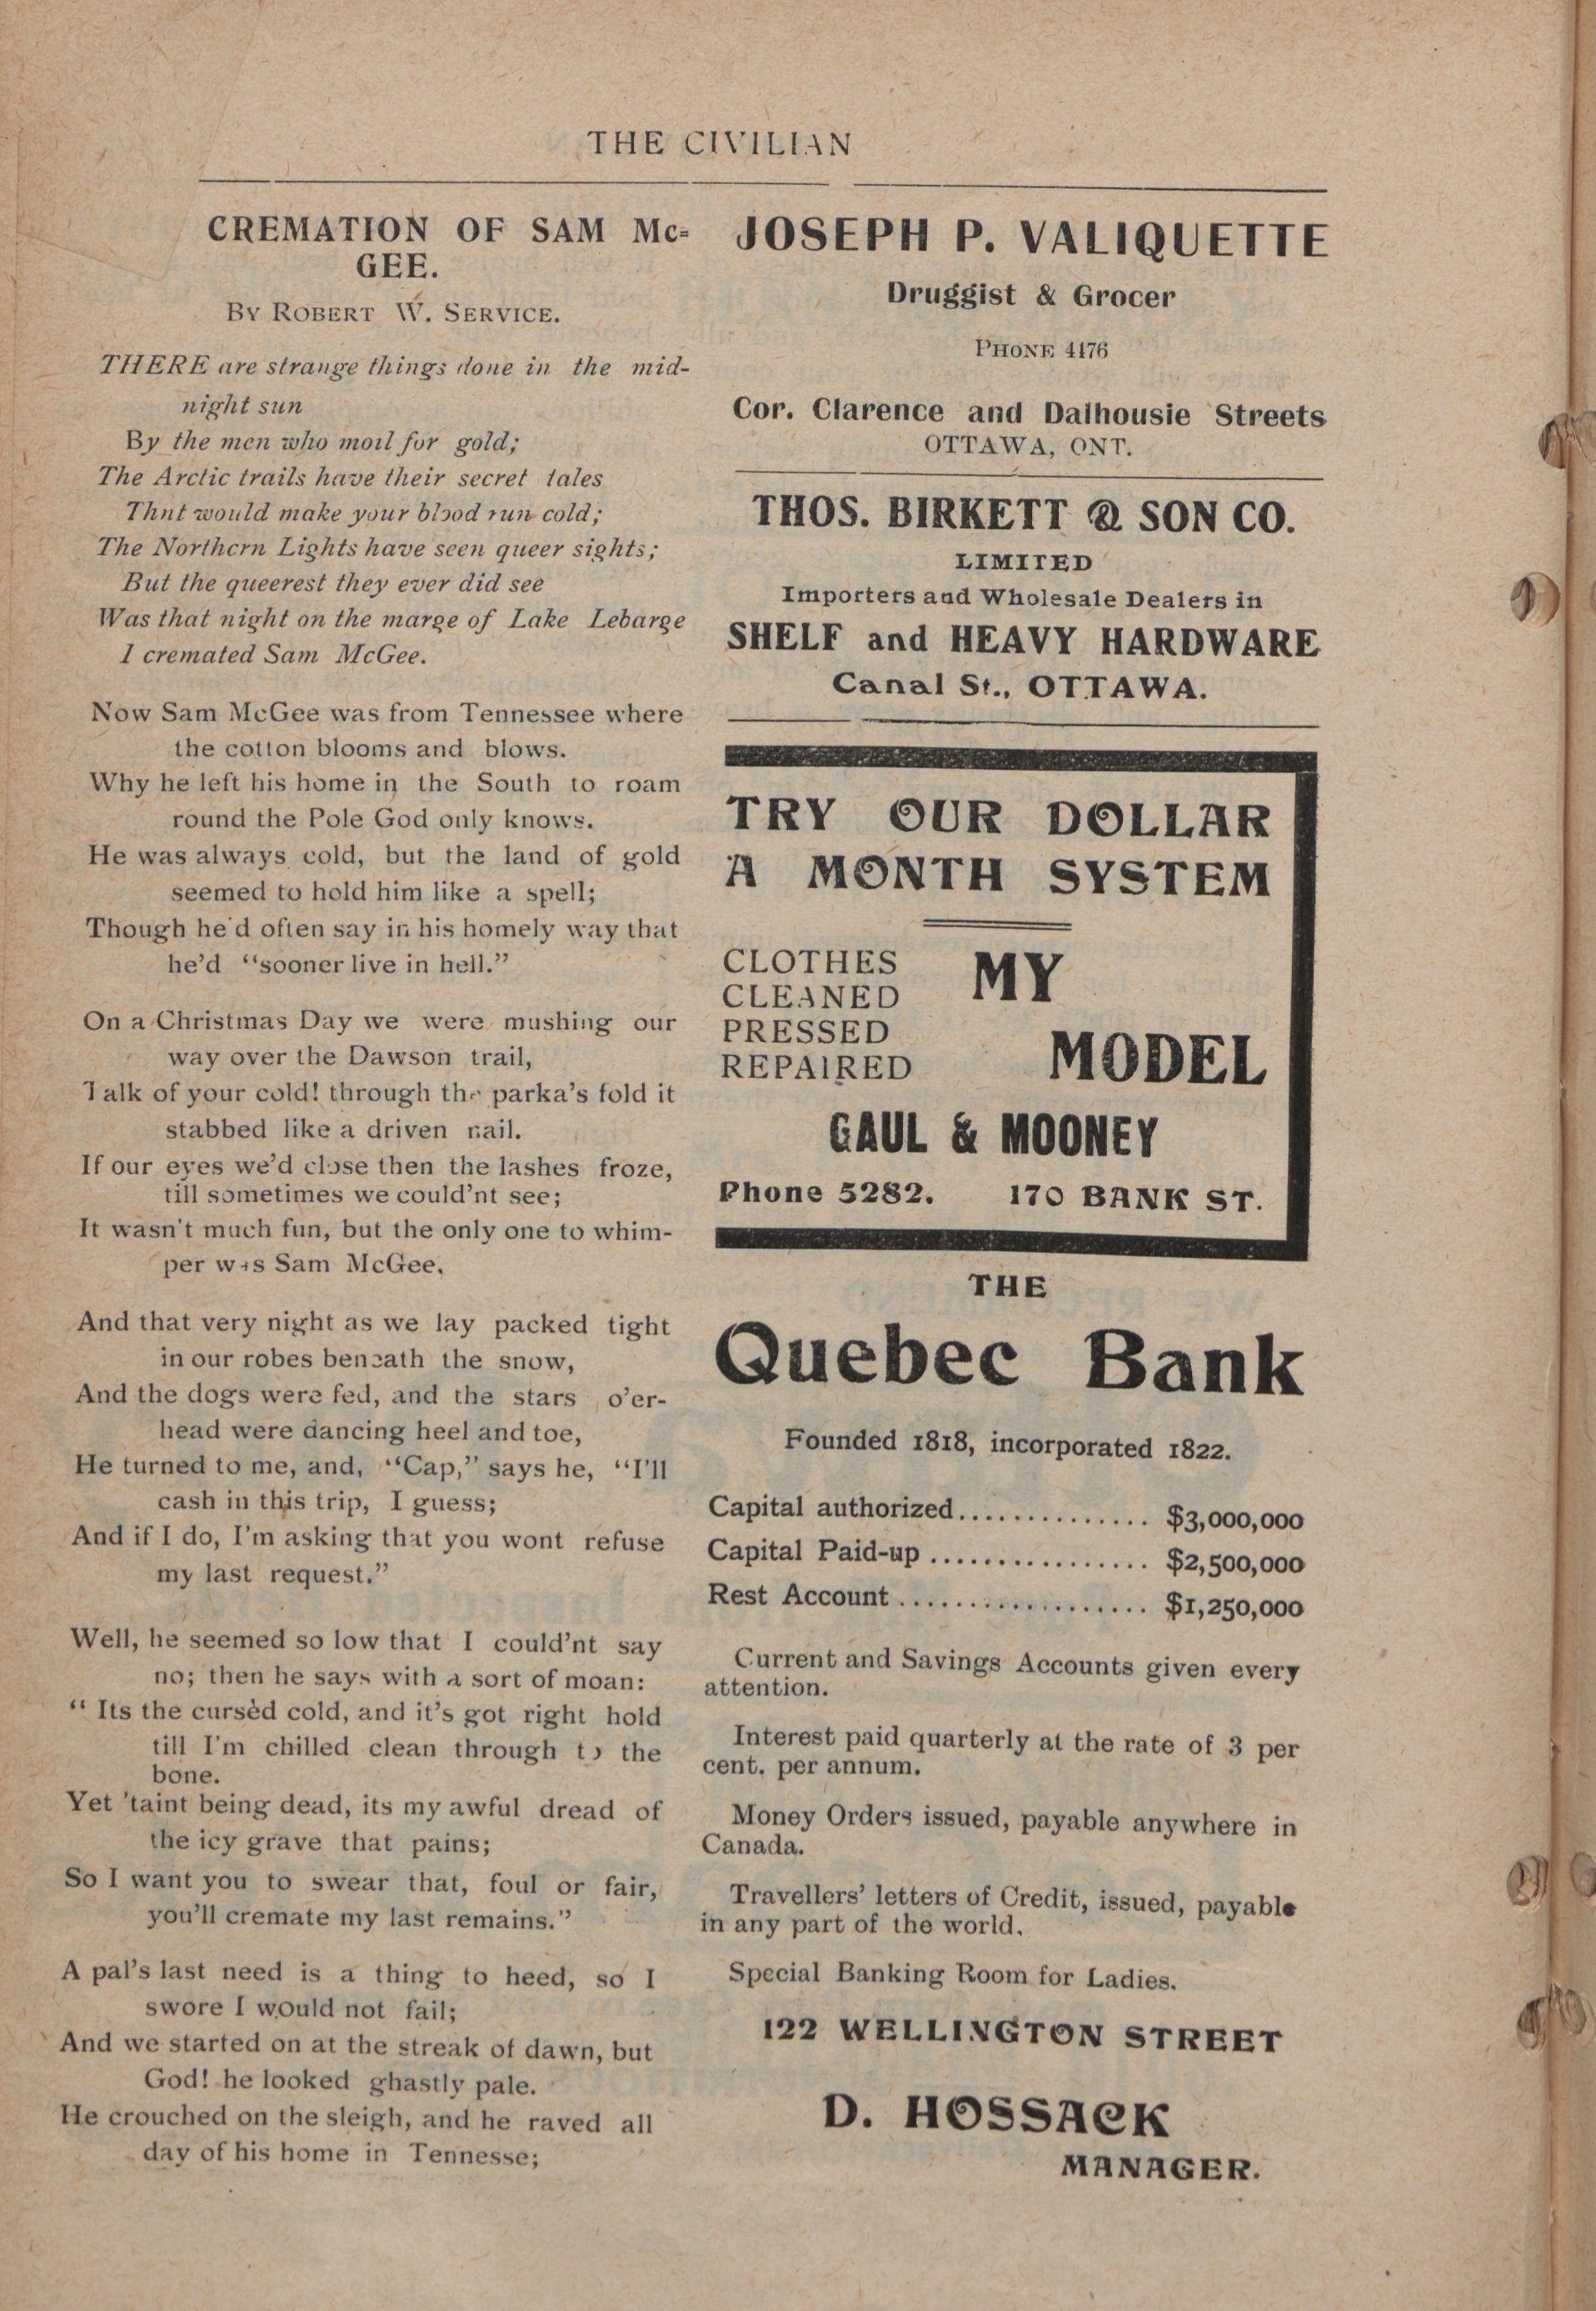 THE CIVILIAN
CREMATION OF SAM Mc-
GEE.
BY ROBERT W. SERVICE.
THERE are strange things done in the mid-
night sun
By the men who moil for gold;
The Arctic trails have their secret tales
Thnt would make your blood run cold;
The Northern Lights have seen queer sights;
But the queerest they ever did see
Was that night on the marge of Lake Lebarge
I cremated Sam McGee.
Now Sam McGee was from Tennessee where
the cotton blooms and blows.
Why he left his home in the South to roam
round the Pole God only knows.
He was always cold, but the land of gold
seemed to hold him like a spell;
Though he'd often say in his homely way that
he'd “sooner live in hell.”
On a Christmas Day we were mushing our
way over the Dawson trail,
Talk of your cold! through the parka's fold it
stabbed like a driven nail.
If our eyes we'd close then the lashes froze,
till sometimes we could'nt see;
It wasn't much fun, but the only one to whim-
per was Sam McGee.
And that very night as we lay packed tight
in our robes beneath the snow,
And the dogs were fed, and the stars o'er-
head were dancing heel and toe,
He turned to me, and, “Cap,” says he, “I'll
cash in this trip, I guess;
And if I do, I'm asking that you wont refuse
my last request.”
Well, he seemed so low that I could'nt say
no; then he says with a sort of moan:
“ Its the cursèd cold, and it's got right hold
till I'm chilled clean through to the
bone.
Yet 'taint being dead, its my awful dread of
the icy grave that pains;
So I want you to swear that, foul or fair,
you'll cremate my last remains.”
A pal's last need is a thing to heed, so I
swore I would not fail;
And we started on at the streak of dawn, but
God! he looked ghastly pale.
He crouched on the sleigh, and he raved all
day of his home in Tennesse;
JOSEPH P. VALIQUETTE
Druggist & Grocer
PHONE 4176
Cor. Clarence and Dalhousie Streets
OTTAWA, ONT.
THOS. BIRKETT & SON CO.
LIMITED
Importers and Wholesale Dealers in
SHELF and HEAVY HARDWARE
Canal St., OTTAWA.
TRY OUR DOLLAR
A MONTH SYSTEM
CLOTHES
CLEANED
PRESSED
REPAIRED
MY
MODEL
GAUL & MOONEY
Phone 5282. 170 BANK ST.
THE
Quebec Bank
Founded 1818, incorporated 1822.
Capital authorized.............. $3,000,000
Capital Paid-up ................ $2,500,000
Rest Account .................. $1,250,000
Current and Savings Accounts given every
attention.
Interest paid quarterly at the rate of 3 per
cent. per annum.
Money Orders issued, payable anywhere in
Canada.
Travellers' letters of Credit, issued, payable
in any part of the world.
Special Banking Room for Ladies.
122 WELLINGTON STREET
D. HOSSACK
MANAGER.